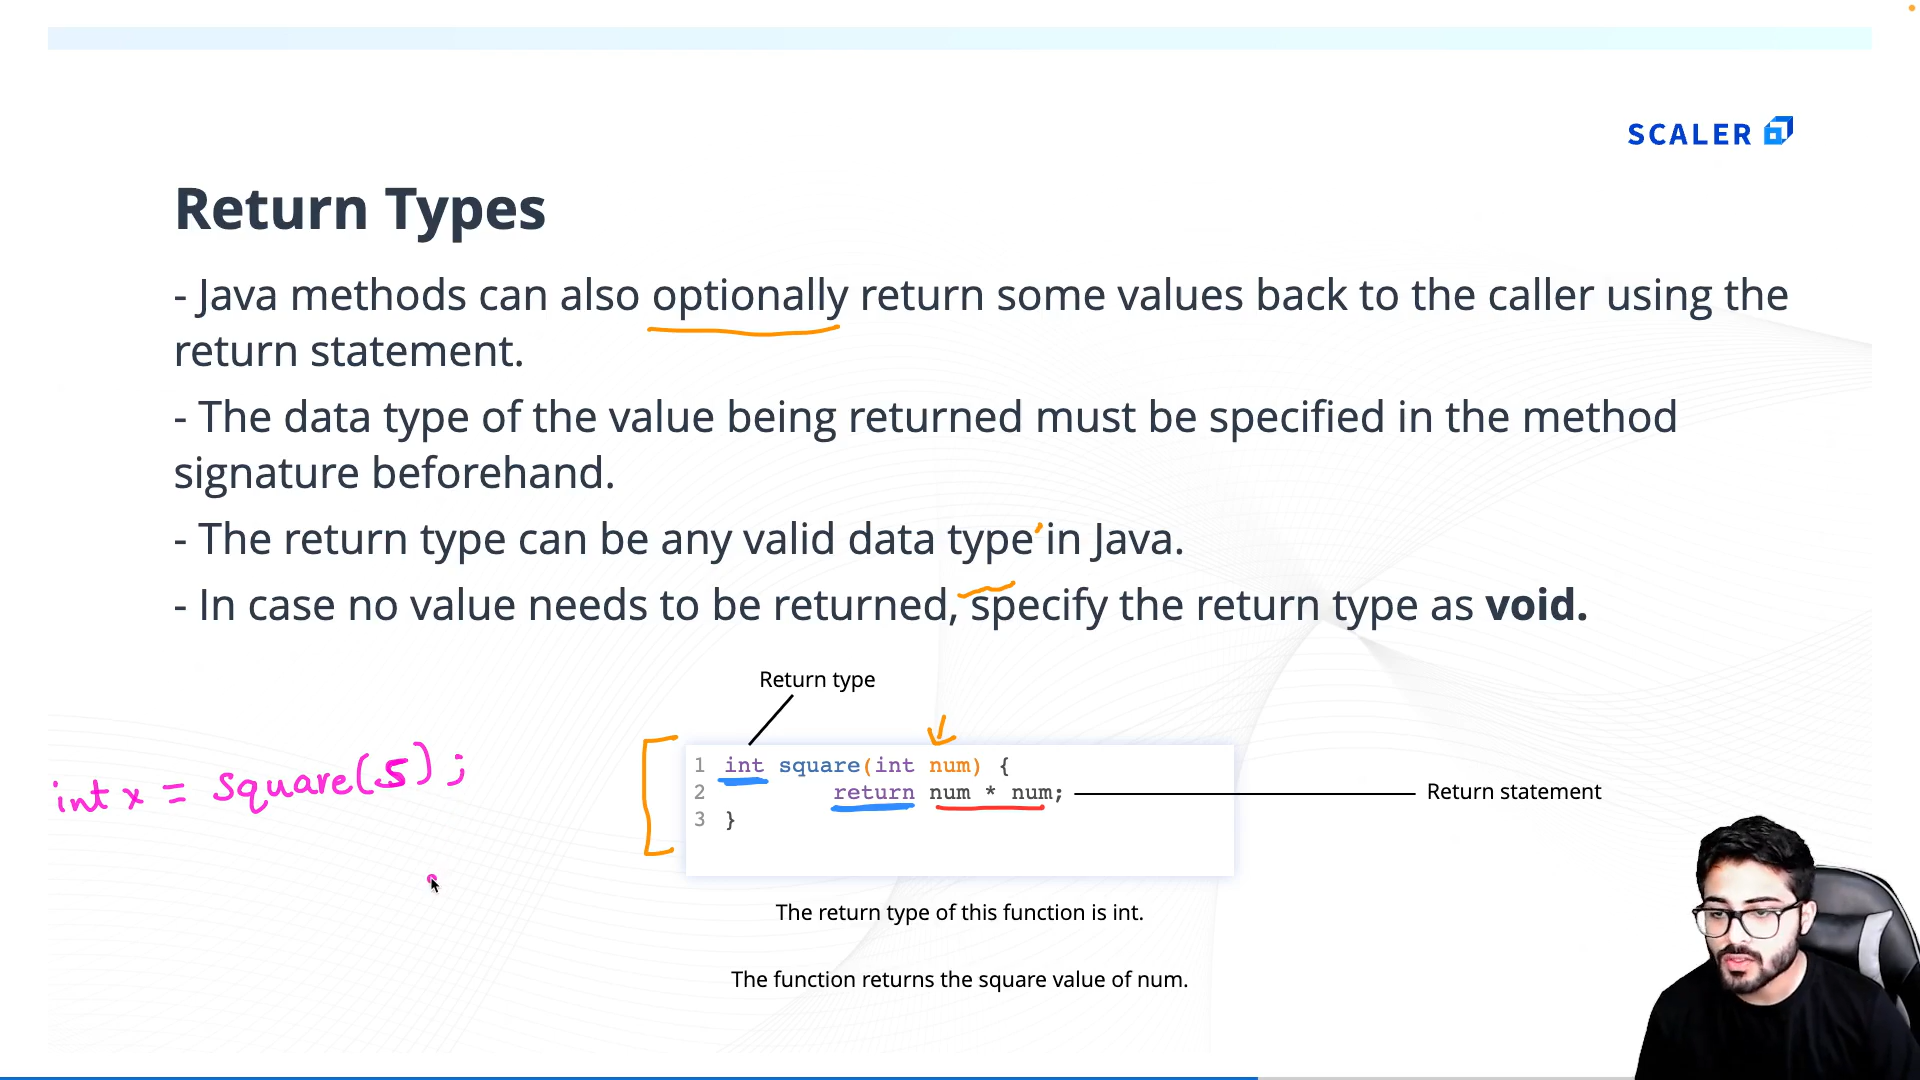 SCALER
Return Types
- Java methods can also optionally return some values back to the caller using the
return statement.
- The data type of the value being returned must be specified in the method
signature beforehand.
- The return type can be any valid data type in Java.
- In case no value needs to be returned, specify the return type as void.
Return type
int x = square(5);
1 int square(int num) {
2 return num * num;
Return statement
3 }
The return type of this function is int.
The function returns the square value of num.